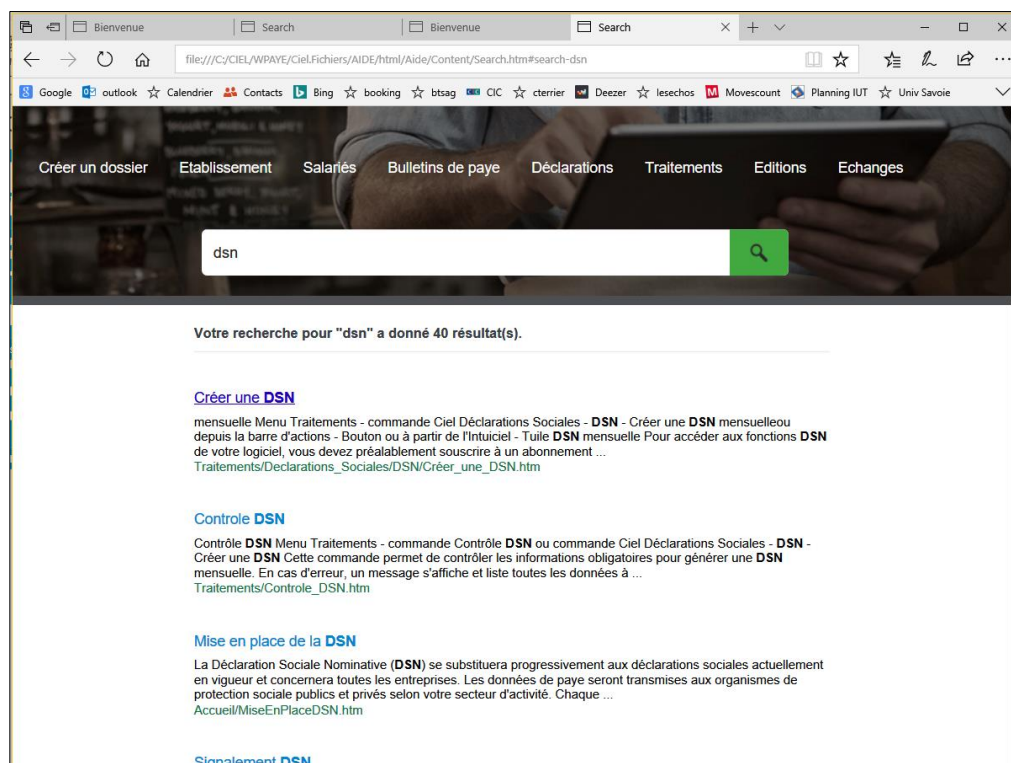 Bienvenue Search Bienvenue Search
file:///C:/CIEL/WPAYE/Ciel.Fichiers/AIDE/html/Aide/Content/Search.htm#search-dsn
Google outlook Calendrier Contacts Bing booking btsag CIC cterrier Deezer lesechos Movescount Planning IUT Univ Savoie
Créer un dossier Etablissement Salariés Bulletins de paye Déclarations Traitements Editions Echanges
dsn
Votre recherche pour "dsn" a donné 40 résultat(s).
Créer une DSN
mensuelle Menu Traitements - commande Ciel Déclarations Sociales - DSN - Créer une DSN mensuelleou
depuis la barre d'actions - Bouton ou à partir de l'Intuiciel - Tuile DSN mensuelle Pour accéder aux fonctions DSN
de votre logiciel, vous devez préalablement souscrire à un abonnement ...
Traitements/Declarations_Sociales/DSN/Créer_une_DSN.htm
Controle DSN
Contrôle DSN Menu Traitements - commande Contrôle DSN ou commande Ciel Déclarations Sociales - DSN -
Créer une DSN Cette commande permet de contrôler les informations obligatoires pour générer une DSN
mensuelle. En cas d'erreur, un message s'affiche et liste toutes les données à ...
Traitements/Controle_DSN.htm
Mise en place de la DSN
La Déclaration Sociale Nominative (DSN) se substituera progressivement aux déclarations sociales actuellement
en vigueur et concernera toutes les entreprises. Les données de paye seront transmises aux organismes de
protection sociale publics et privés selon votre secteur d'activité. Chaque ...
Accueil/MiseEnPlaceDSN.htm
Signalement DSN